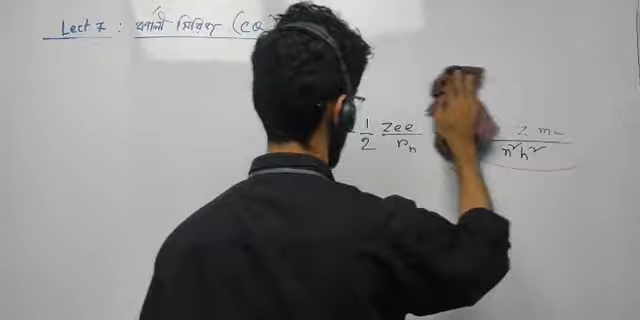 Lect 7 : বর্ণালী সিরিজ (CQ
1/2 Zee/rₙ Z m
n²h²